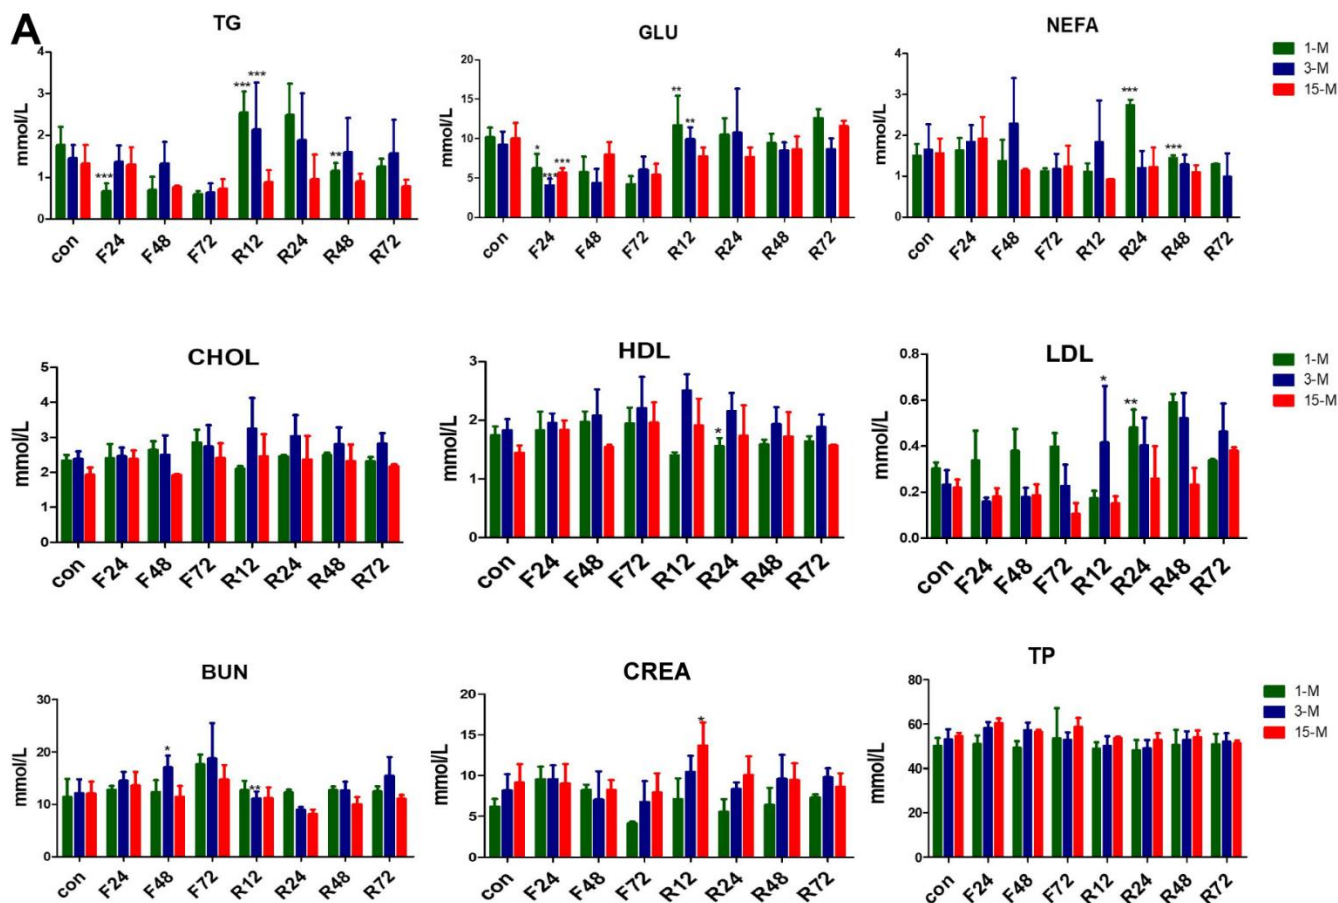 A
TG
mmol/L
4
3
2
1
0
*** *** *** **
con F24 F48 F72 R12 R24 R48 R72
GLU
mmol/L
20
15
10
5
0
* *** *** ** **
con F24 F48 F72 R12 R24 R48 R72
NEFA
mmol/L
4
3
2
1
0
*** ***
con F24 F48 F72 R12 R24 R48 R72
1-M
3-M
15-M
CHOL
mmol/L
5
4
3
2
1
0
con F24 F48 F72 R12 R24 R48 R72
HDL
mmol/L
3
2
1
0
*
con F24 F48 F72 R12 R24 R48 R72
LDL
mmol/L
0.8
0.6
0.4
0.2
0.0
* **
con F24 F48 F72 R12 R24 R48 R72
1-M
3-M
15-M
BUN
mmol/L
30
20
10
0
* **
con F24 F48 F72 R12 R24 R48 R72
CREA
mmol/L
20
15
10
5
0
*
con F24 F48 F72 R12 R24 R48 R72
TP
mmol/L
80
60
40
20
0
con F24 F48 F72 R12 R24 R48 R72
1-M
3-M
15-M